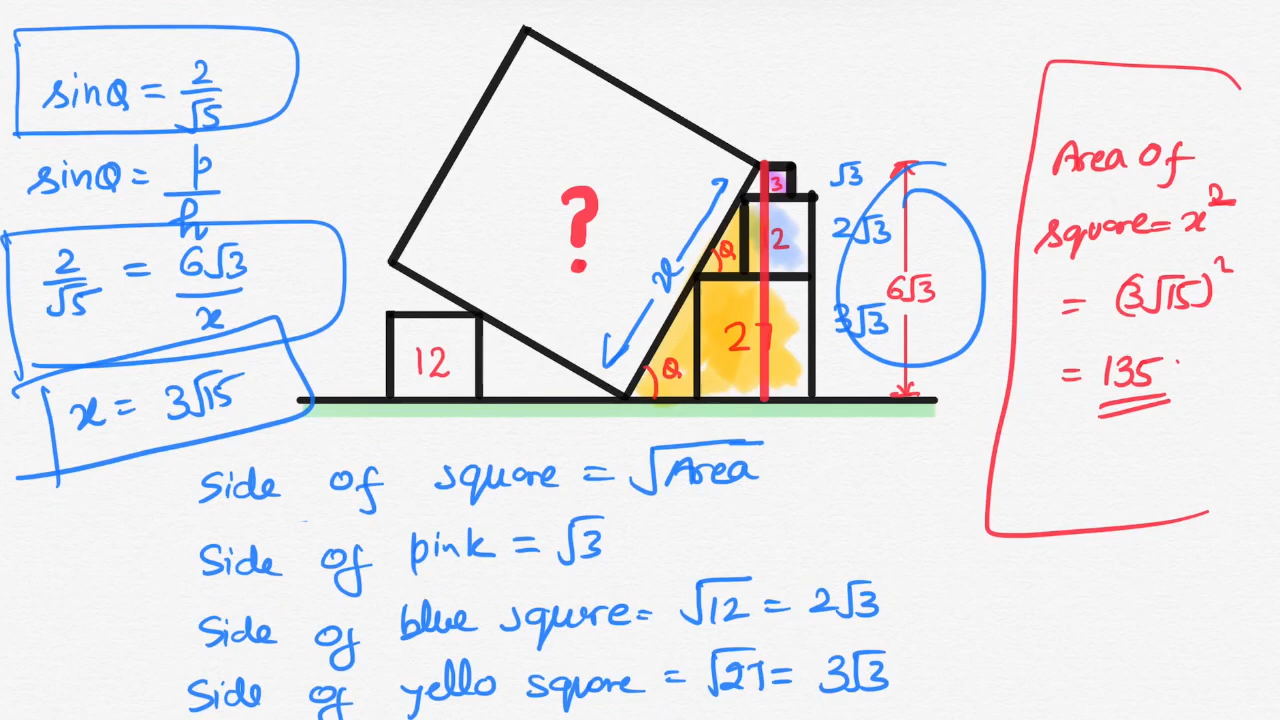 sinQ = 2/√5
sinQ = p/h
2/√5 = 6√3/x
x = 3√15
?
3
12
27
12
Q
Q
x
√3
2√3
3√3
6√3
Area Of
square = x²
= (3√15)²
= 135
Side Of square = √Area
Side Of pink = √3
Side Of blue squre = √12 = 2√3
Side Of yello square = √27 = 3√3